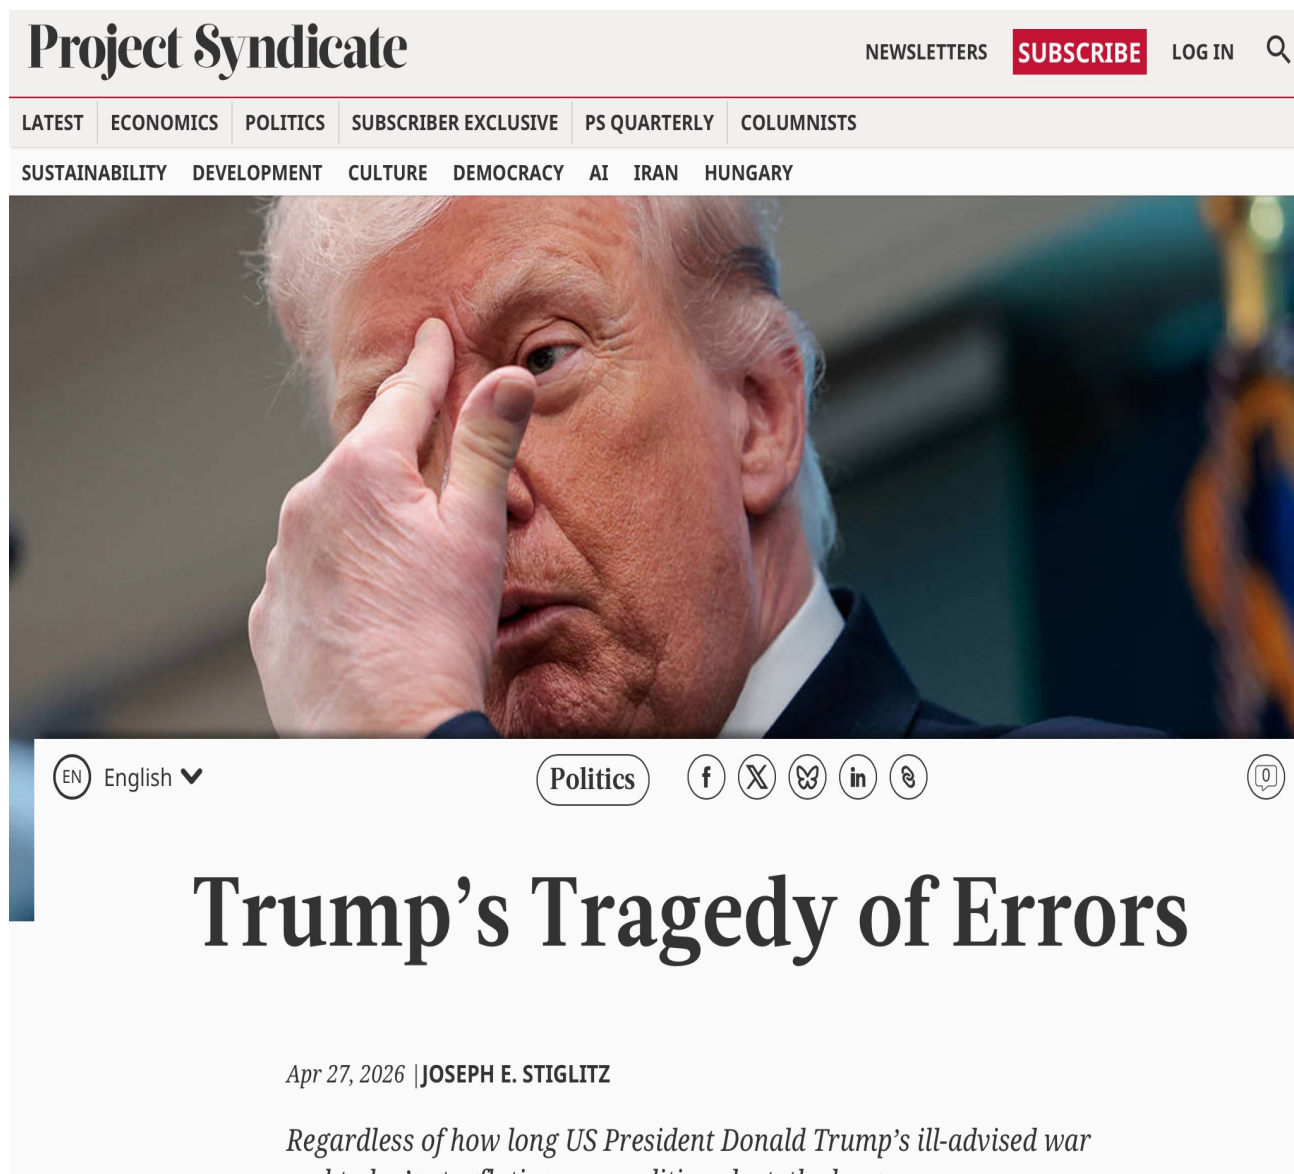 Project Syndicate
NEWSLETTERS SUBSCRIBE LOG IN
LATEST ECONOMICS POLITICS SUBSCRIBER EXCLUSIVE PS QUARTERLY COLUMNISTS
SUSTAINABILITY DEVELOPMENT CULTURE DEMOCRACY AI IRAN HUNGARY
EN English Politics f X in 0
Trump’s Tragedy of Errors
Apr 27, 2026 | JOSEPH E. STIGLITZ
Regardless of how long US President Donald Trump’s ill-advised war